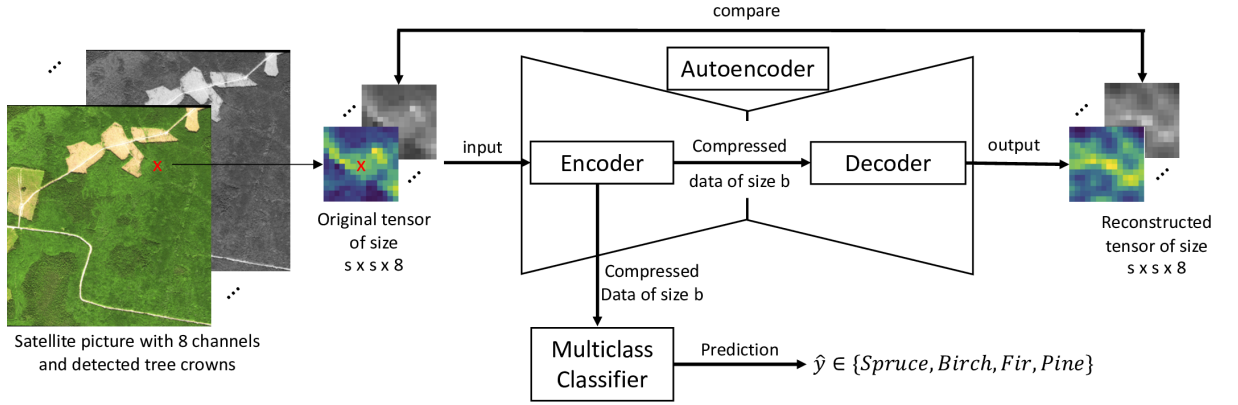 compare
Autoencoder
x
x
input
Encoder
Compressed
data of size b
Decoder
output
Original tensor
of size
s x s x 8
Reconstructed
tensor of size
s x s x 8
Compressed
Data of size b
Satellite picture with 8 channels
and detected tree crowns
Multiclass
Classifier
Prediction
ŷ ∈ {Spruce, Birch, Fir, Pine}